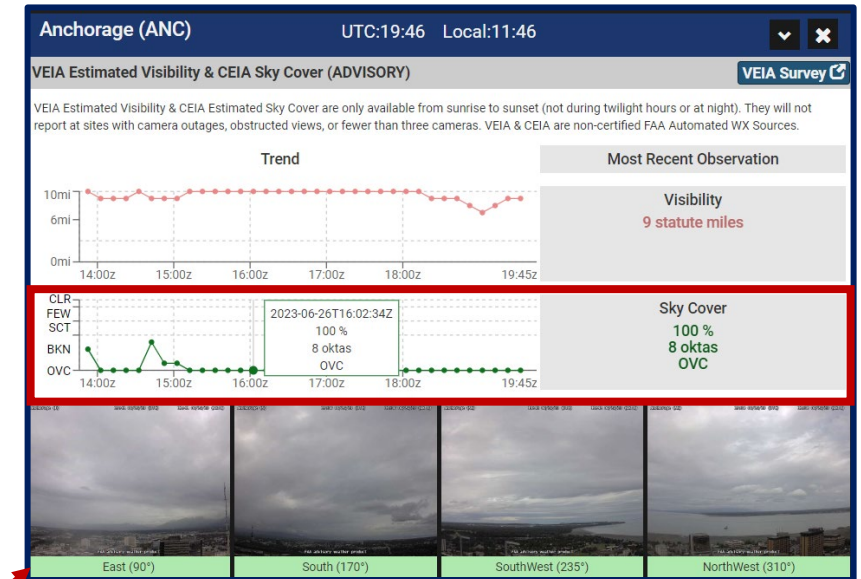 Anchorage (ANC) UTC:19:46 Local:11:46
VEIA Estimated Visibility & CEIA Sky Cover (ADVISORY) VEIA Survey
VEIA Estimated Visibility & CEIA Estimated Sky Cover are only available from sunrise to sunset (not during twilight hours or at night). They will not
report at sites with camera outages, obstructed views, or fewer than three cameras. VEIA & CEIA are non-certified FAA Automated WX Sources.
Trend
Most Recent Observation
10mi
6mi
0mi
14:00z 15:00z 16:00z 17:00z 18:00z 19:45z
Visibility
9 statute miles
CLR
FEW
SCT
BKN
OVC
2023-06-26T16:02:34Z
100 %
8 oktas
OVC
14:00z 15:00z 16:00z 17:00z 18:00z 19:45z
Sky Cover
100 %
8 oktas
OVC
East (90°) South (170°) SouthWest (235°) NorthWest (310°)